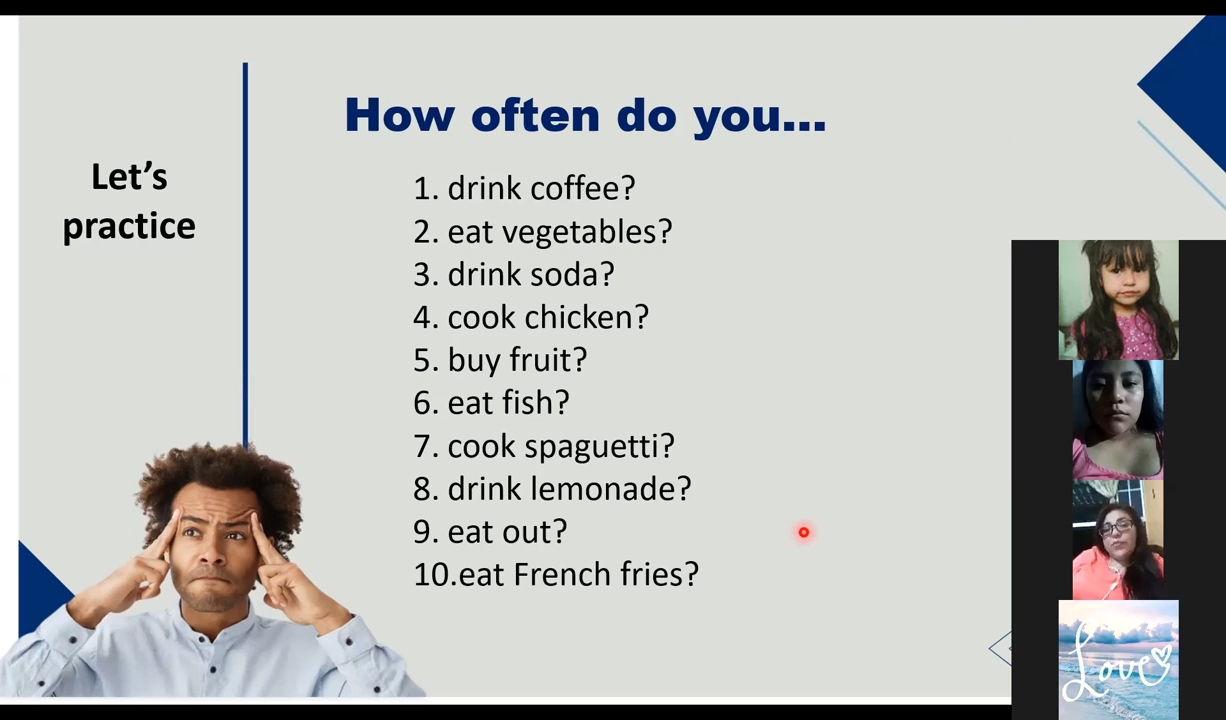 Let's
practice
How often do you...
1. drink coffee?
2. eat vegetables?
3. drink soda?
4. cook chicken?
5. buy fruit?
6. eat fish?
7. cook spaguetti?
8. drink lemonade?
9. eat out?
10.eat French fries?
Love